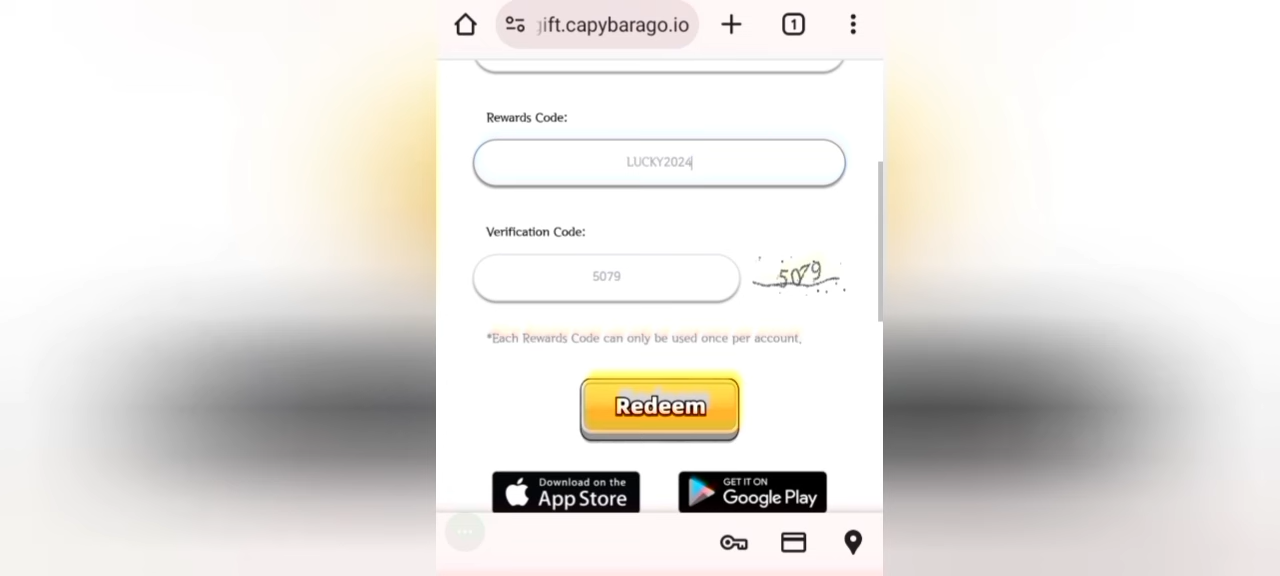 gift.capybarago.io
1
Rewards Code:
LUCKY2024
Verification Code:
5079
5079
*Each Rewards Code can only be used once per account.
Redeem
Download on the
App Store
GET IT ON
Google Play